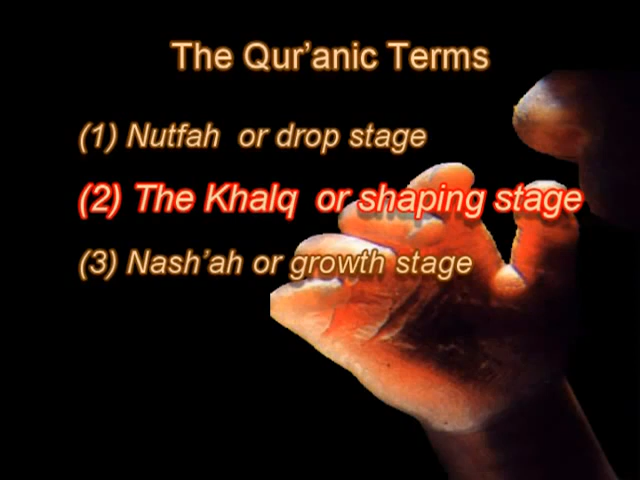 The Qur’anic Terms
(1) Nutfah or drop stage
(2) The Khalq or shaping stage
(3) Nash’ah or growth stage